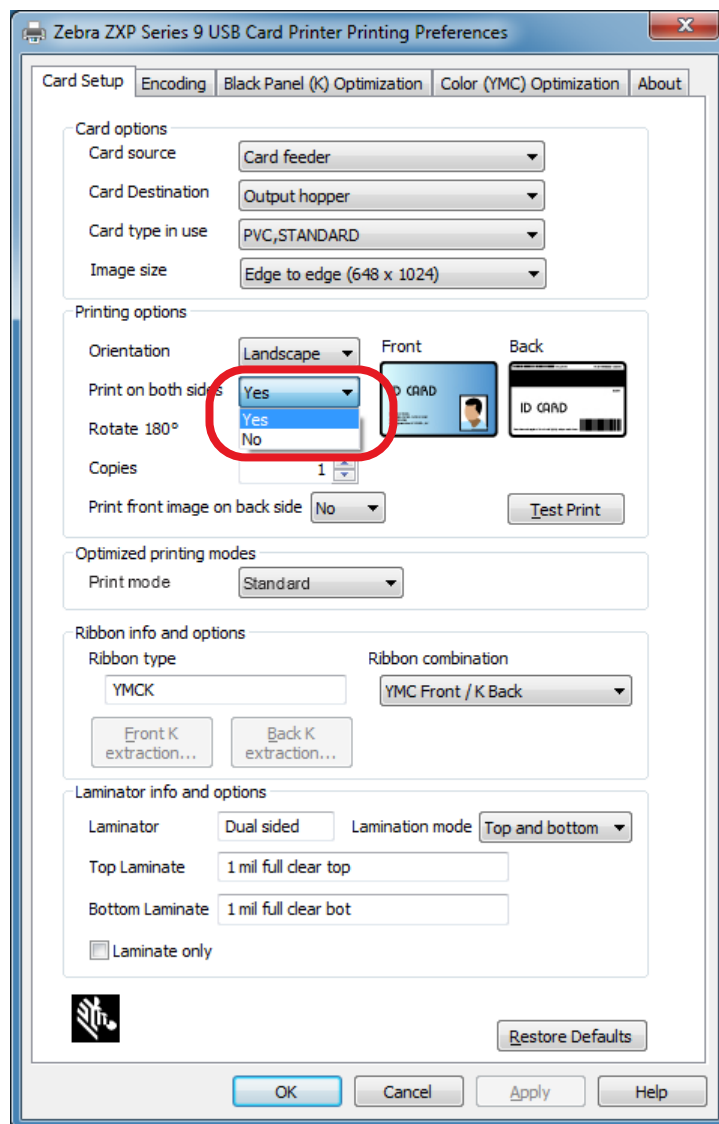 Zebra ZXP Series 9 USB Card Printer Printing Preferences
Card Setup Encoding Black Panel (K) Optimization Color (YMC) Optimization About
Card options
Card source Card feeder
Card Destination Output hopper
Card type in use PVC,STANDARD
Image size Edge to edge (648 x 1024)
Printing options
Orientation Landscape Front Back
Print on both sides Yes
ID CARD
ID CARD
Yes
Rotate 180°
No
Copies 1
Print front image on back side No Test Print
Optimized printing modes
Print mode Standard
Ribbon info and options
Ribbon type Ribbon combination
YMCK YMC Front / K Back
Front K
extraction...
Back K
extraction...
Laminator info and options
Laminator Dual sided Lamination mode Top and bottom
Top Laminate 1 mil full clear top
Bottom Laminate 1 mil full clear bot
Laminate only
Restore Defaults
OK Cancel Apply Help